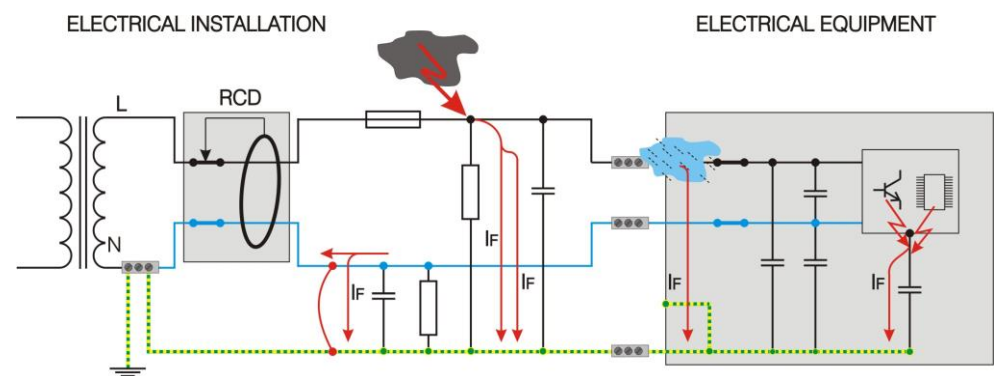 ELECTRICAL INSTALLATION
ELECTRICAL EQUIPMENT
L
RCD
N
IF
IF
IF
IF
IF